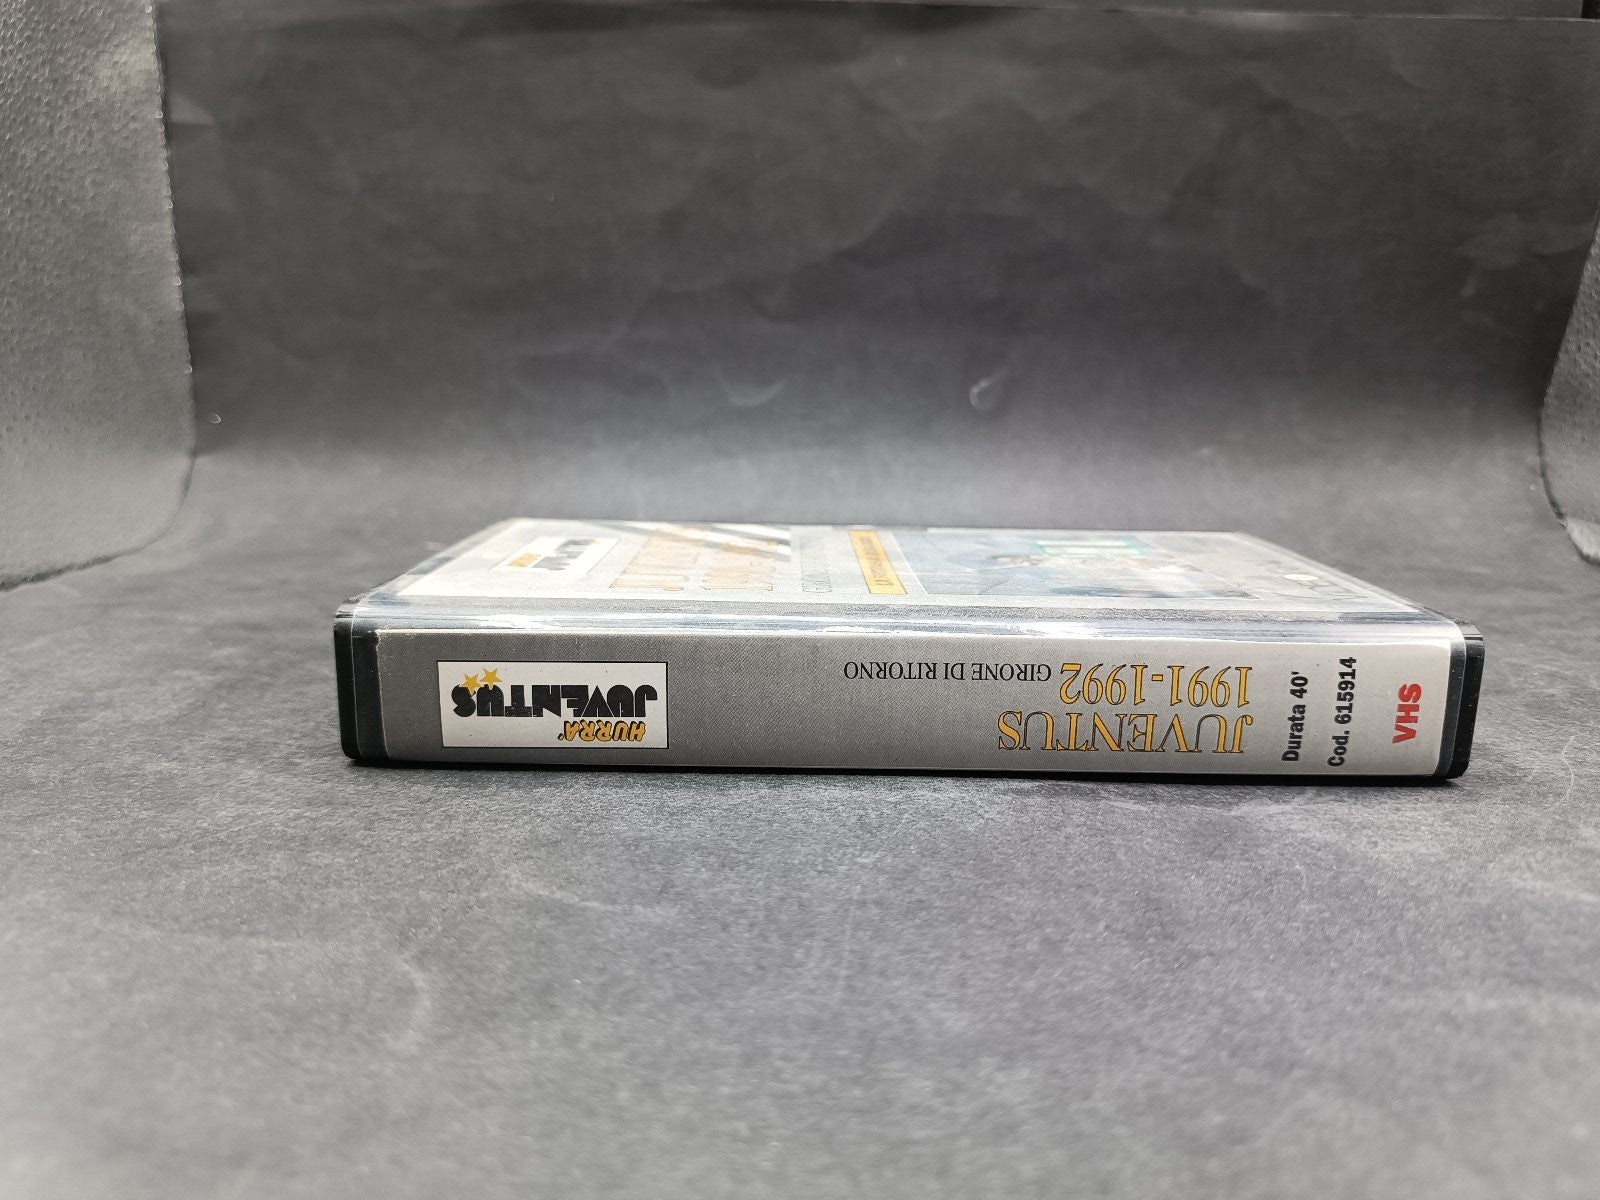 HURRA'
JUVENTUS
JUVENTUS
1991-1992
GIRONE DI RITORNO
Durata 40'
Cod. 615914
VHS